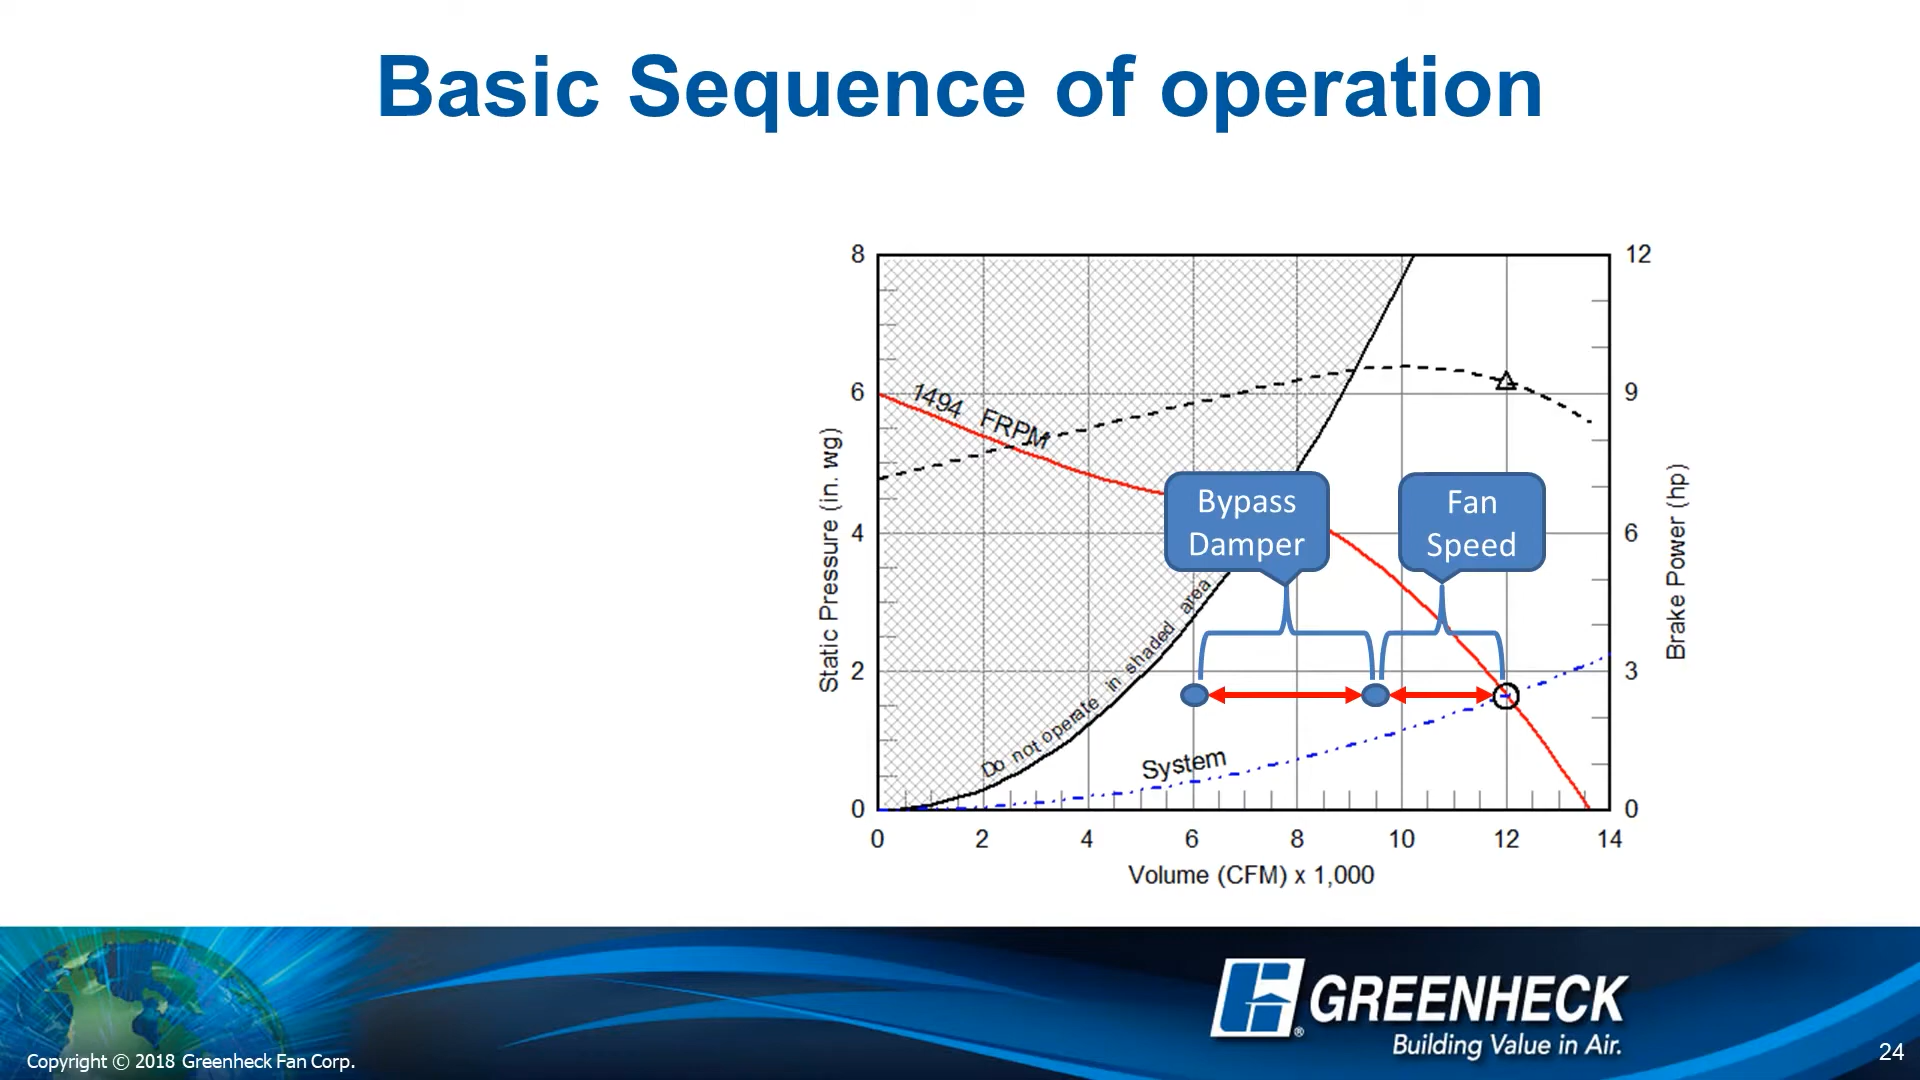 Basic Sequence of operation
8
6
4
2
0
Static Pressure (in. wg)
12
9
6
3
0
Brake Power (hp)
1494 FRPM
Bypass
Damper
Fan
Speed
Do not operate in shaded area
System
0 2 4 6 8 10 12 14
Volume (CFM) x 1,000
GREENHECK
®
Building Value in Air.
Copyright © 2018 Greenheck Fan Corp.
24